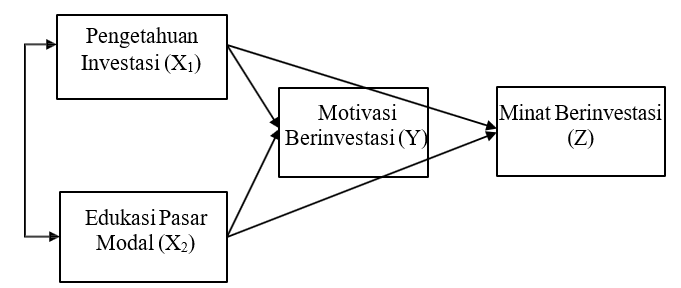 Pengetahuan
Investasi (X₁)
Motivasi
Berinvestasi (Y)
Minat Berinvestasi
(Z)
Edukasi Pasar
Modal (X₂)